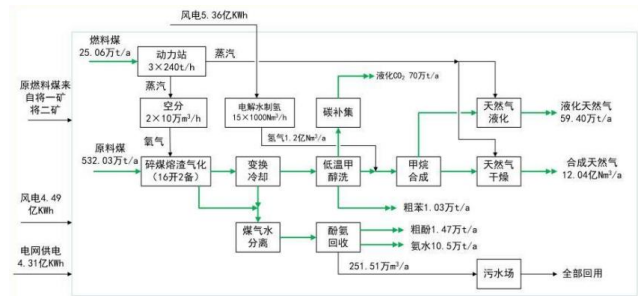 风电5.36亿KWh
燃料煤
25.06万t/a
动力站
3×240t/h
蒸汽
蒸汽
液化CO₂ 70万t/a
原燃料煤来
自将一矿
将二矿
空分
2×10万m³/h
电解水制氢
15×1000Nm³/h
碳补集
天然气
液化
液化天然气
59.40万t/a
氧气
氢气1.2亿Nm³/a
原料煤
532.03万t/a
碎煤熔渣气化
(16开2备)
变换
冷却
低温甲
醇洗
甲烷
合成
天然气
干燥
合成天然气
12.04亿Nm³/a
风电4.49
亿KWh
粗苯1.03万t/a
煤气水
分离
酚氨
回收
粗酚1.47万t/a
氨水10.5万t/a
电网供电
4.31亿KWh
251.51万m³/a
污水场
全部回用